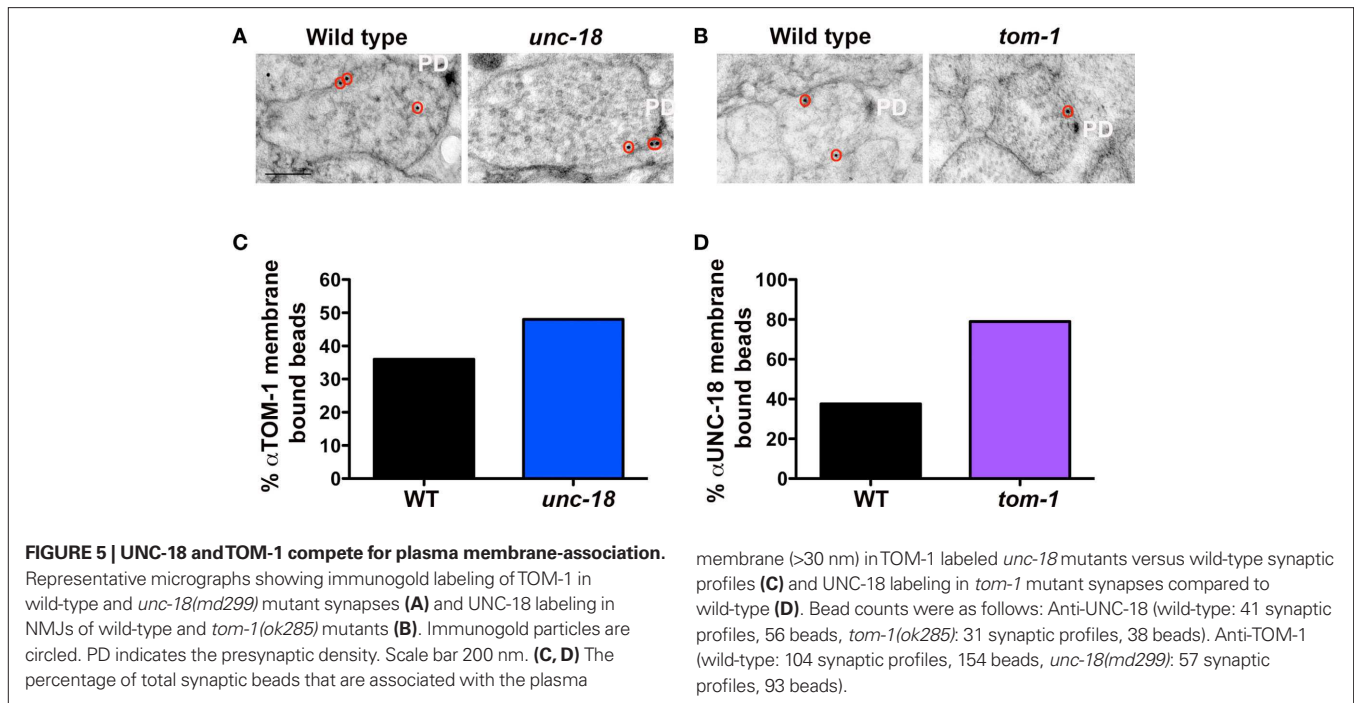 A
Wild type
unc-18
B
Wild type
tom-1
PD
PD
PD
PD
C
60
50
40
30
20
10
0
% αTOM-1 membrane
bound beads
WT
unc-18
D
100
80
60
40
20
0
% αUNC-18 membrane
bound beads
WT
tom-1
FIGURE 5 | UNC-18 and TOM-1 compete for plasma membrane-association.
Representative micrographs showing immunogold labeling of TOM-1 in
wild-type and unc-18(md299) mutant synapses (A) and UNC-18 labeling in
NMJs of wild-type and tom-1(ok285) mutants (B). Immunogold particles are
circled. PD indicates the presynaptic density. Scale bar 200 nm. (C, D) The
percentage of total synaptic beads that are associated with the plasma
membrane (>30 nm) in TOM-1 labeled unc-18 mutants versus wild-type synaptic
profiles (C) and UNC-18 labeling in tom-1 mutant synapses compared to
wild-type (D). Bead counts were as follows: Anti-UNC-18 (wild-type: 41 synaptic
profiles, 56 beads, tom-1(ok285): 31 synaptic profiles, 38 beads). Anti-TOM-1
(wild-type: 104 synaptic profiles, 154 beads, unc-18(md299): 57 synaptic
profiles, 93 beads).